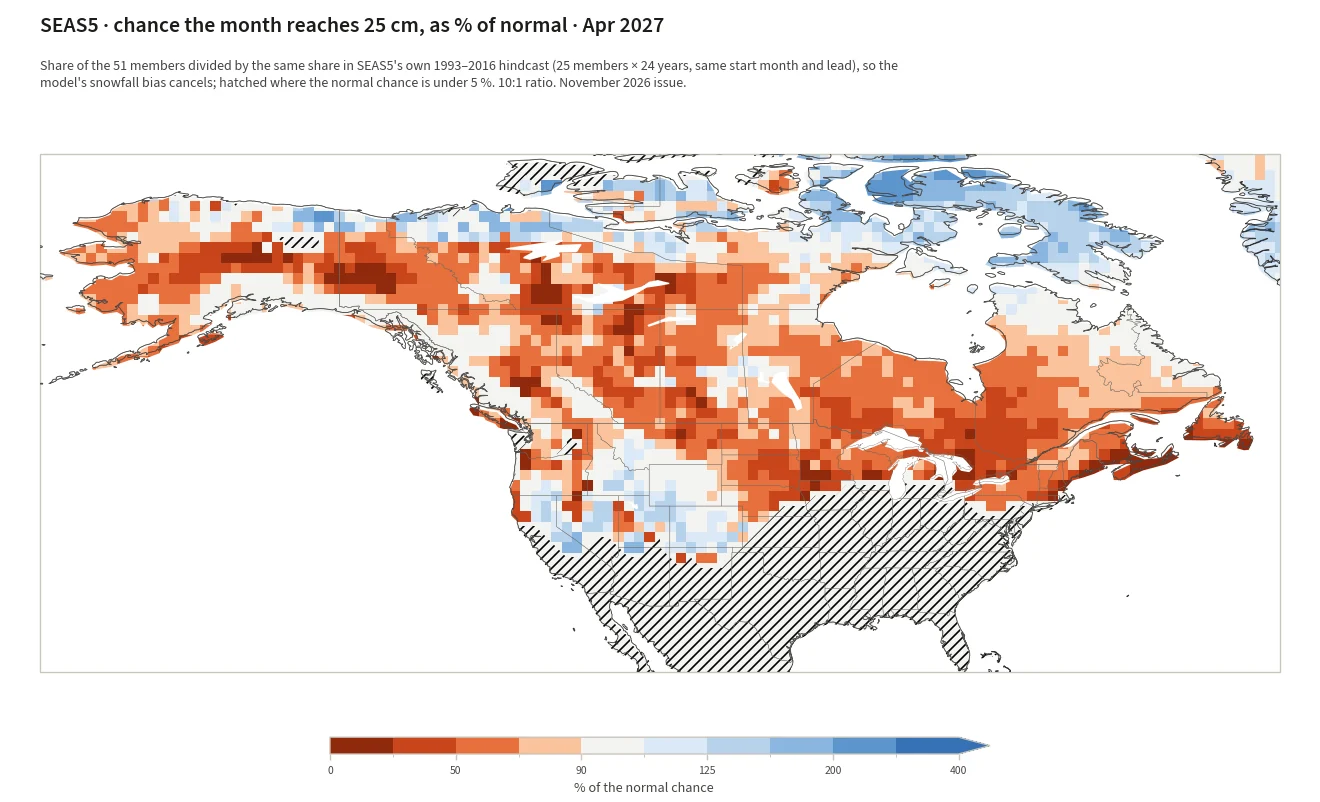 SEAS5 · chance the month reaches 25 cm, as % of normal · Apr 2027
Share of the 51 members divided by the same share in SEAS5's own 1993–2016 hindcast (25 members × 24 years, same start month and lead), so the
model's snowfall bias cancels; hatched where the normal chance is under 5 %. 10:1 ratio. November 2026 issue.
0 50 90 125 200 400
% of the normal chance